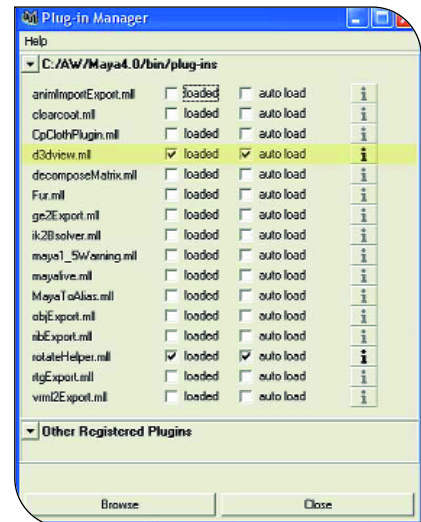 Plug-in Manager
Help
C:/AW/Maya4.0/bin/plug-ins
animImportExport.mll loaded auto load i
clearcoat.mll loaded auto load i
CpClothPlugin.mll loaded auto load i
d3dview.mll loaded auto load i
decomposeMatrix.mll loaded auto load i
Fur.mll loaded auto load i
ge2Export.mll loaded auto load i
ik2Bsolver.mll loaded auto load i
maya1_5Warning.mll loaded auto load i
mayalive.mll loaded auto load i
MayaToAlias.mll loaded auto load i
objExport.mll loaded auto load i
ribExport.mll loaded auto load i
rotateHelper.mll loaded auto load i
rtgExport.mll loaded auto load i
vrml2Export.mll loaded auto load i
Other Registered Plugins
Browse Close